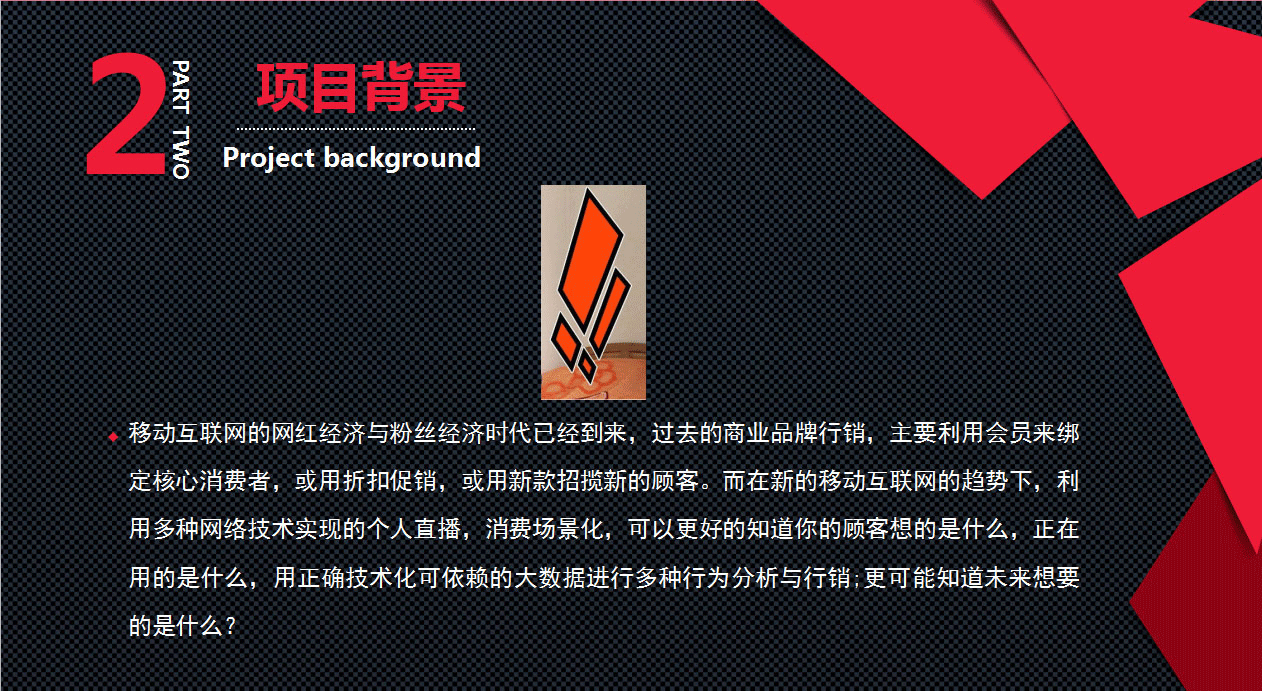 2
PART TWO
项目背景
Project background
移动互联网的网红经济与粉丝经济时代已经到来，过去的商业品牌行销，主要利用会员来绑
定核心消费者，或用折扣促销，或用新款招揽新的顾客。而在新的移动互联网的趋势下，利
用多种网络技术实现的个人直播，消费场景化，可以更好的知道你的顾客想的是什么，正在
用的是什么，用正确技术化可依赖的大数据进行多种行为分析与行销;更可能知道未来想要
的是什么?